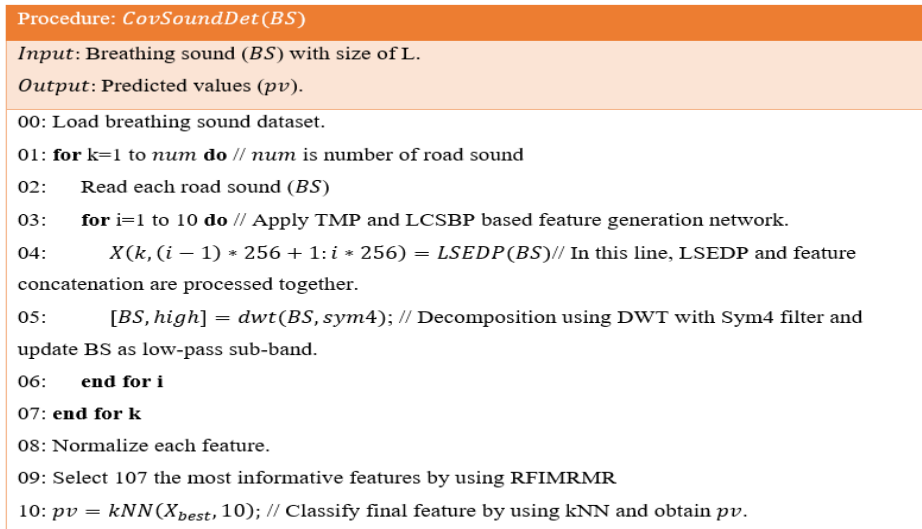 Procedure: CovSoundDet(BS)
Input: Breathing sound (BS) with size of L.
Output: Predicted values (pv).
00: Load breathing sound dataset.
01: for k=1 to num do // num is number of road sound
02: Read each road sound (BS)
03: for i=1 to 10 do // Apply TMP and LCSBP based feature generation network.
04: X(k, (i − 1) * 256 + 1: i * 256) = LSEDP(BS)// In this line, LSEDP and feature
concatenation are processed together.
05: [BS, high] = dwt(BS, sym4); // Decomposition using DWT with Sym4 filter and
update BS as low-pass sub-band.
06: end for i
07: end for k
08: Normalize each feature.
09: Select 107 the most informative features by using RFIMRMR
10: pv = kNN(X_best, 10); // Classify final feature by using kNN and obtain pv.